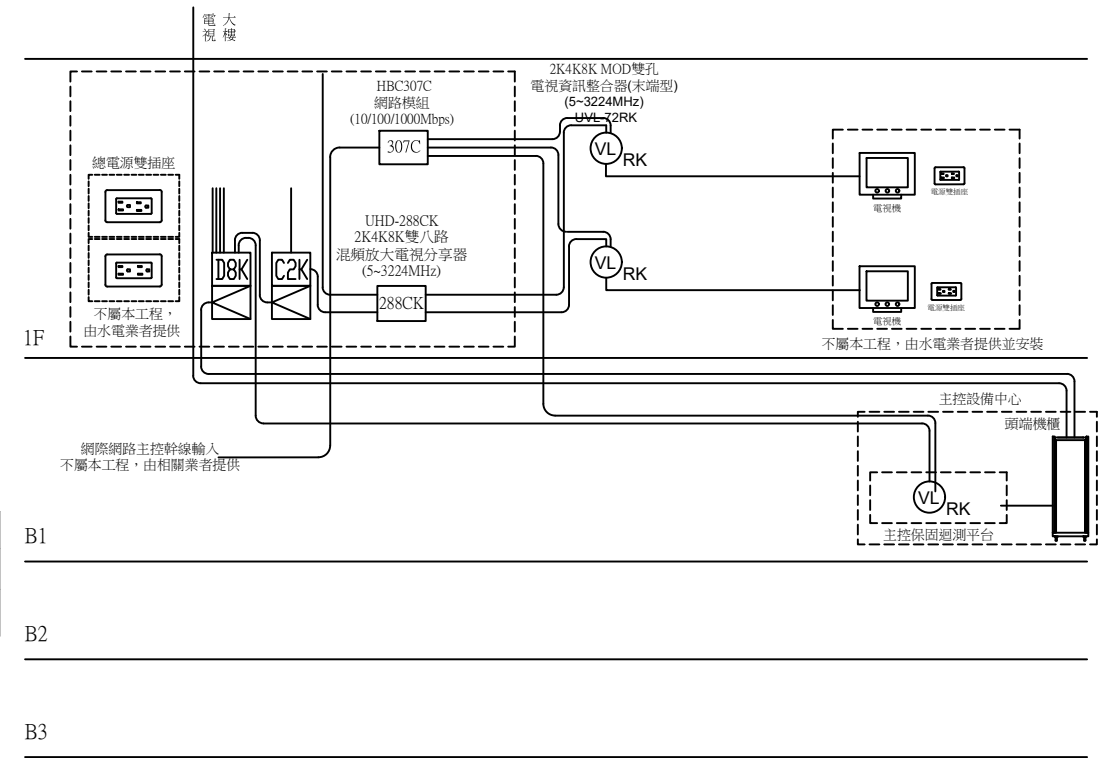 大樓
電視
HBC307C
網路模組
(10/100/1000Mbps)
307C
2K4K8K MOD雙孔
電視資訊整合器(末端型)
(5~3224MHz)
UVL-72RK
VL
RK
總電源雙插座
電視機
電源雙插座
UHD-288CK
2K4K8K雙八路
混頻放大電視分享器
(5~3224MHz)
288CK
D8K
C2K
VL
RK
電視機
電源雙插座
不屬本工程，
由水電業者提供
不屬本工程，由水電業者提供並安裝
1F
主控設備中心
頭端機櫃
網際網路主控幹線輸入
不屬本工程，由相關業者提供
VL
RK
主控保固迴測平台
B1
B2
B3